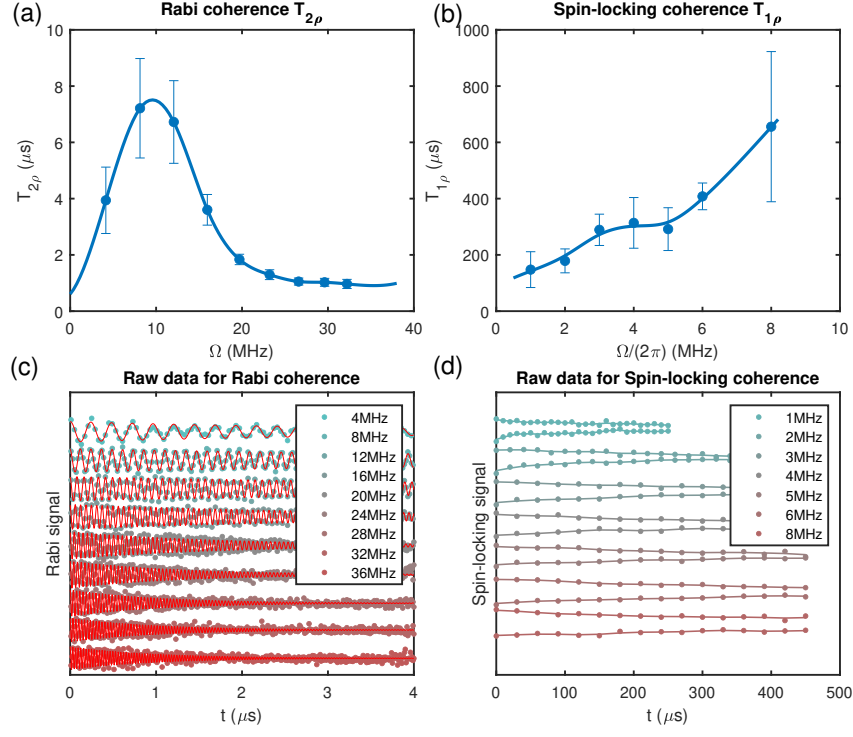 (a)
Rabi coherence T2ρ
10
8
6
4
2
0
T2ρ (μs)
0 10 20 30 40
Ω (MHz)
(b)
Spin-locking coherence T1ρ
1000
800
600
400
200
0
T1ρ (μs)
0 2 4 6 8 10
Ω/(2π) (MHz)
(c)
Raw data for Rabi coherence
Rabi signal
4MHz
8MHz
12MHz
16MHz
20MHz
24MHz
28MHz
32MHz
36MHz
0 1 2 3 4
t (μs)
(d)
Raw data for Spin-locking coherence
Spin-locking signal
1MHz
2MHz
3MHz
4MHz
5MHz
6MHz
8MHz
0 100 200 300 400 500
t (μs)